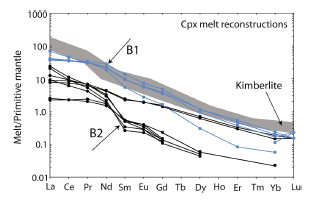 Cpx melt reconstructions
1000
100
10
1.0
0.1
0.01
Melt/Primitive mantle
B1
B2
Kimberlite
La Ce Pr Nd Sm Eu Gd Tb Dy Ho Er Tm Yb Lu